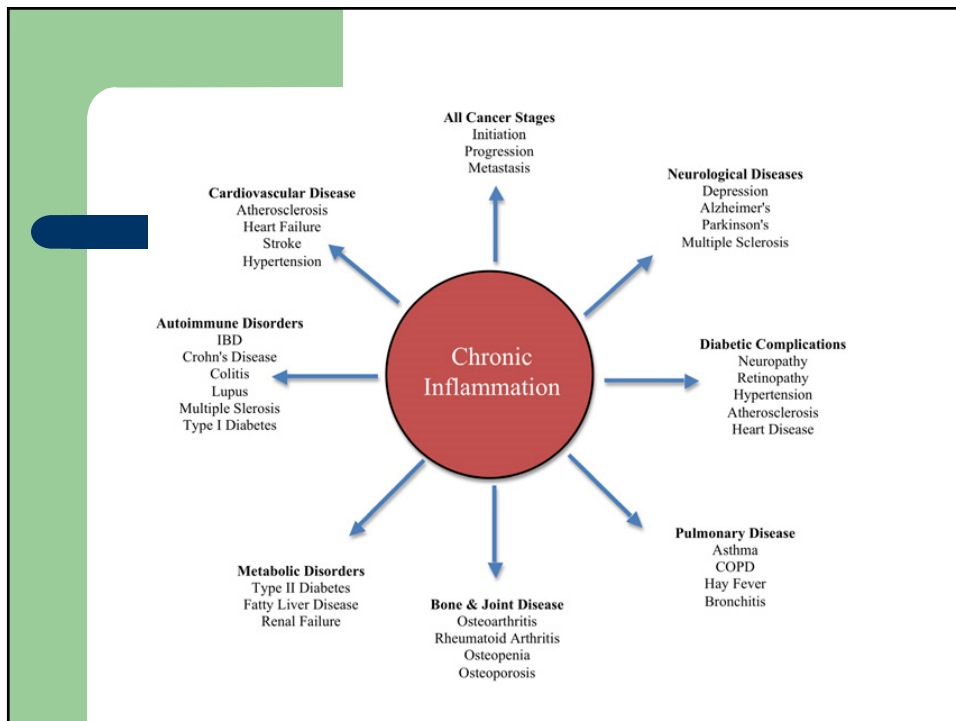 All Cancer Stages
Initiation
Progression
Metastasis
Neurological Diseases
Depression
Alzheimer's
Parkinson's
Multiple Sclerosis
Cardiovascular Disease
Atherosclerosis
Heart Failure
Stroke
Hypertension
Autoimmune Disorders
IBD
Crohn's Disease
Colitis
Lupus
Multiple Slerosis
Type I Diabetes
Chronic
Inflammation
Diabetic Complications
Neuropathy
Retinopathy
Hypertension
Atherosclerosis
Heart Disease
Pulmonary Disease
Asthma
COPD
Hay Fever
Bronchitis
Metabolic Disorders
Type II Diabetes
Fatty Liver Disease
Renal Failure
Bone & Joint Disease
Osteoarthritis
Rheumatoid Arthritis
Osteopenia
Osteoporosis